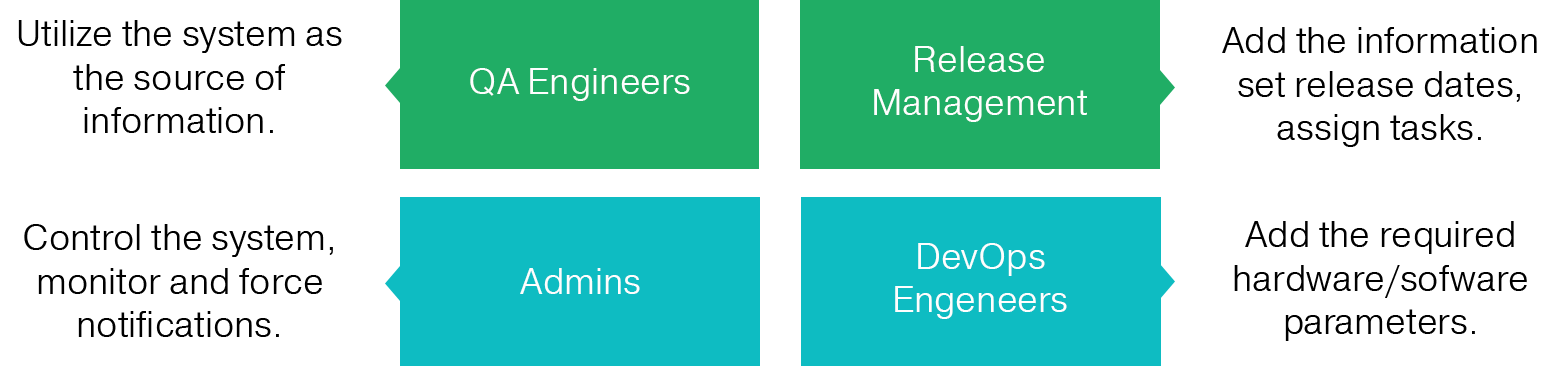 Utilize the system as
the source of
information.
QA Engineers
Release
Management
Add the information
set release dates,
assign tasks.
Control the system,
monitor and force
notifications.
Admins
DevOps
Engeneers
Add the required
hardware/sofware
parameters.